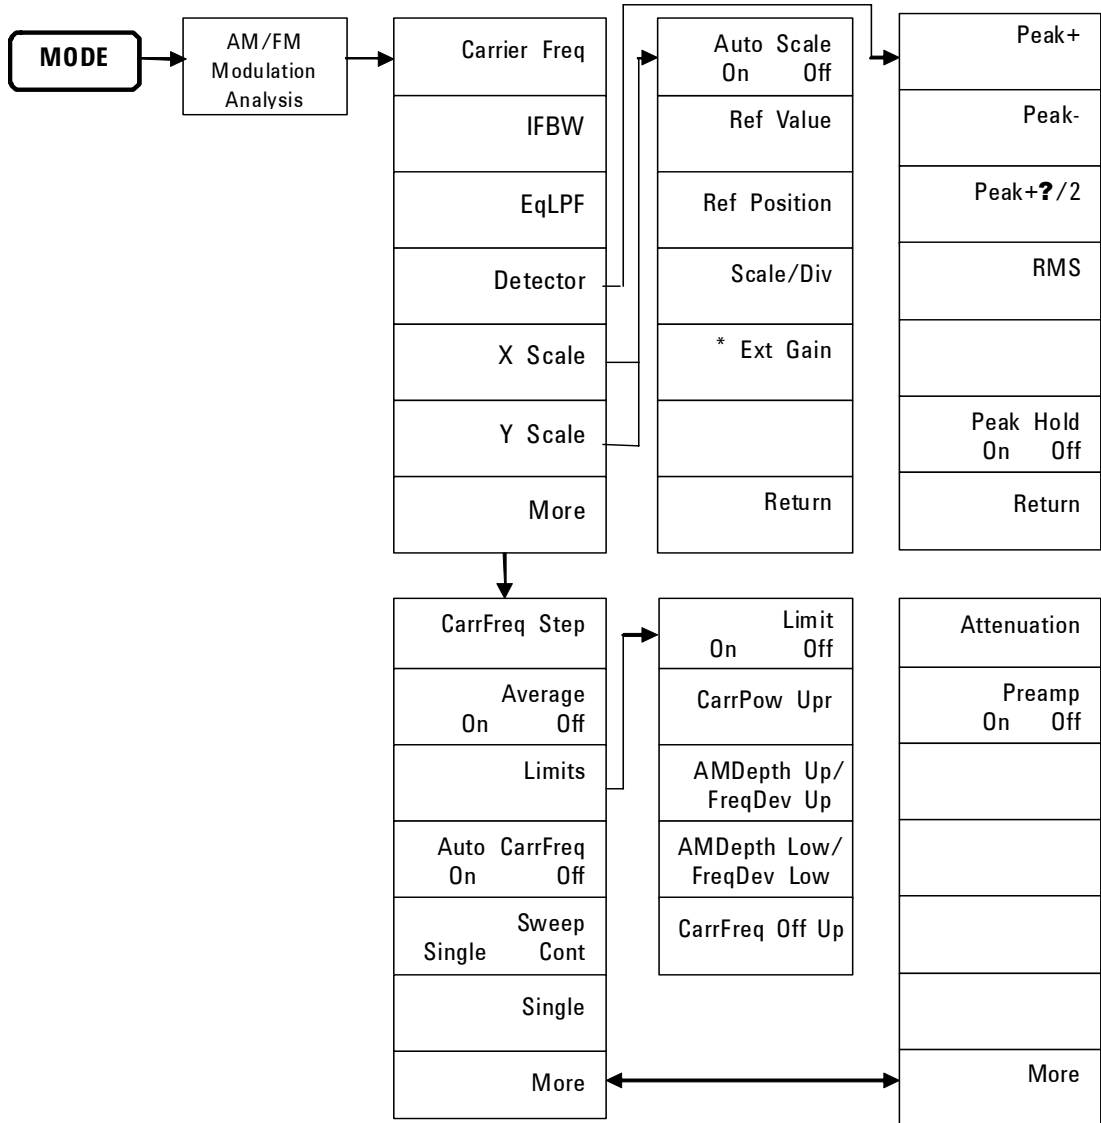 MODE
AM/FM
Modulation
Analysis
Carrier Freq
IFBW
EqLPF
Detector
X Scale
Y Scale
More
Auto Scale
On Off
Ref Value
Ref Position
Scale/Div
* Ext Gain
Return
Peak+
Peak-
Peak+?/2
RMS
Peak Hold
On Off
Return
CarrFreq Step
Average
On Off
Limits
Auto CarrFreq
On Off
Sweep
Single Cont
Single
More
Limit
On Off
CarrPow Upr
AMDepth Up/
FreqDev Up
AMDepth Low/
FreqDev Low
CarrFreq Off Up
Attenuation
Preamp
On Off
More